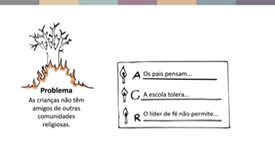 Problema
As crianças não têm
amigos de outras
comunidades
religiosas.
A Os pais pensam...
C A escola tolera...
R O líder de fé não permite...